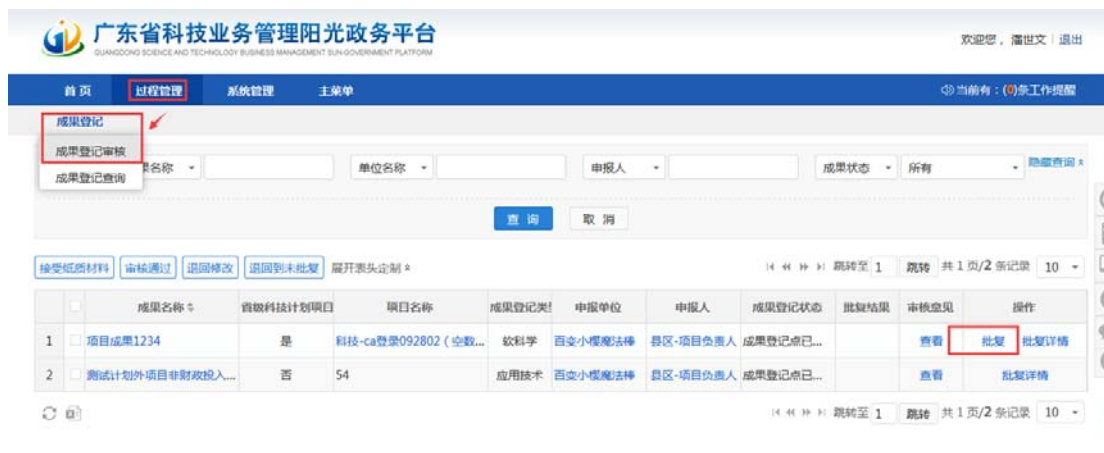 广东省科技业务管理阳光政务平台
GUANGDONG SCIENCE AND TECHNOLOGY BUSINESS MANAGEMENT SUN GOVERNMENT PLATFORM
欢迎您，潘世文 | 退出
首页 过程管理 系统管理 主菜单 当前有：(0)条工作提醒
成果登记
成果登记审核
成果登记查询
果名称 单位名称 申报人 成果状态 所有 隐藏查询
查 询 取 消
接受纸质材料 审核通过 退回修改 退回到未批复 展开表头定制 跳转至 1 跳转 共1页/2条记录 10
成果名称 省级科技计划项目 项目名称 成果登记类 申报单位 申报人 成果登记状态 批复结果 审核意见 操作
1 项目成果1234 是 科技-ca登录092802（空数... 软科学 百变小樱魔法棒 县区-项目负责人 成果登记点已... 查看 批复 批复详情
2 测试计划外项目非财政投入... 否 54 应用技术 百变小樱魔法棒 县区-项目负责人 成果登记点已... 查看 批复详情
跳转至 1 跳转 共1页/2条记录 10